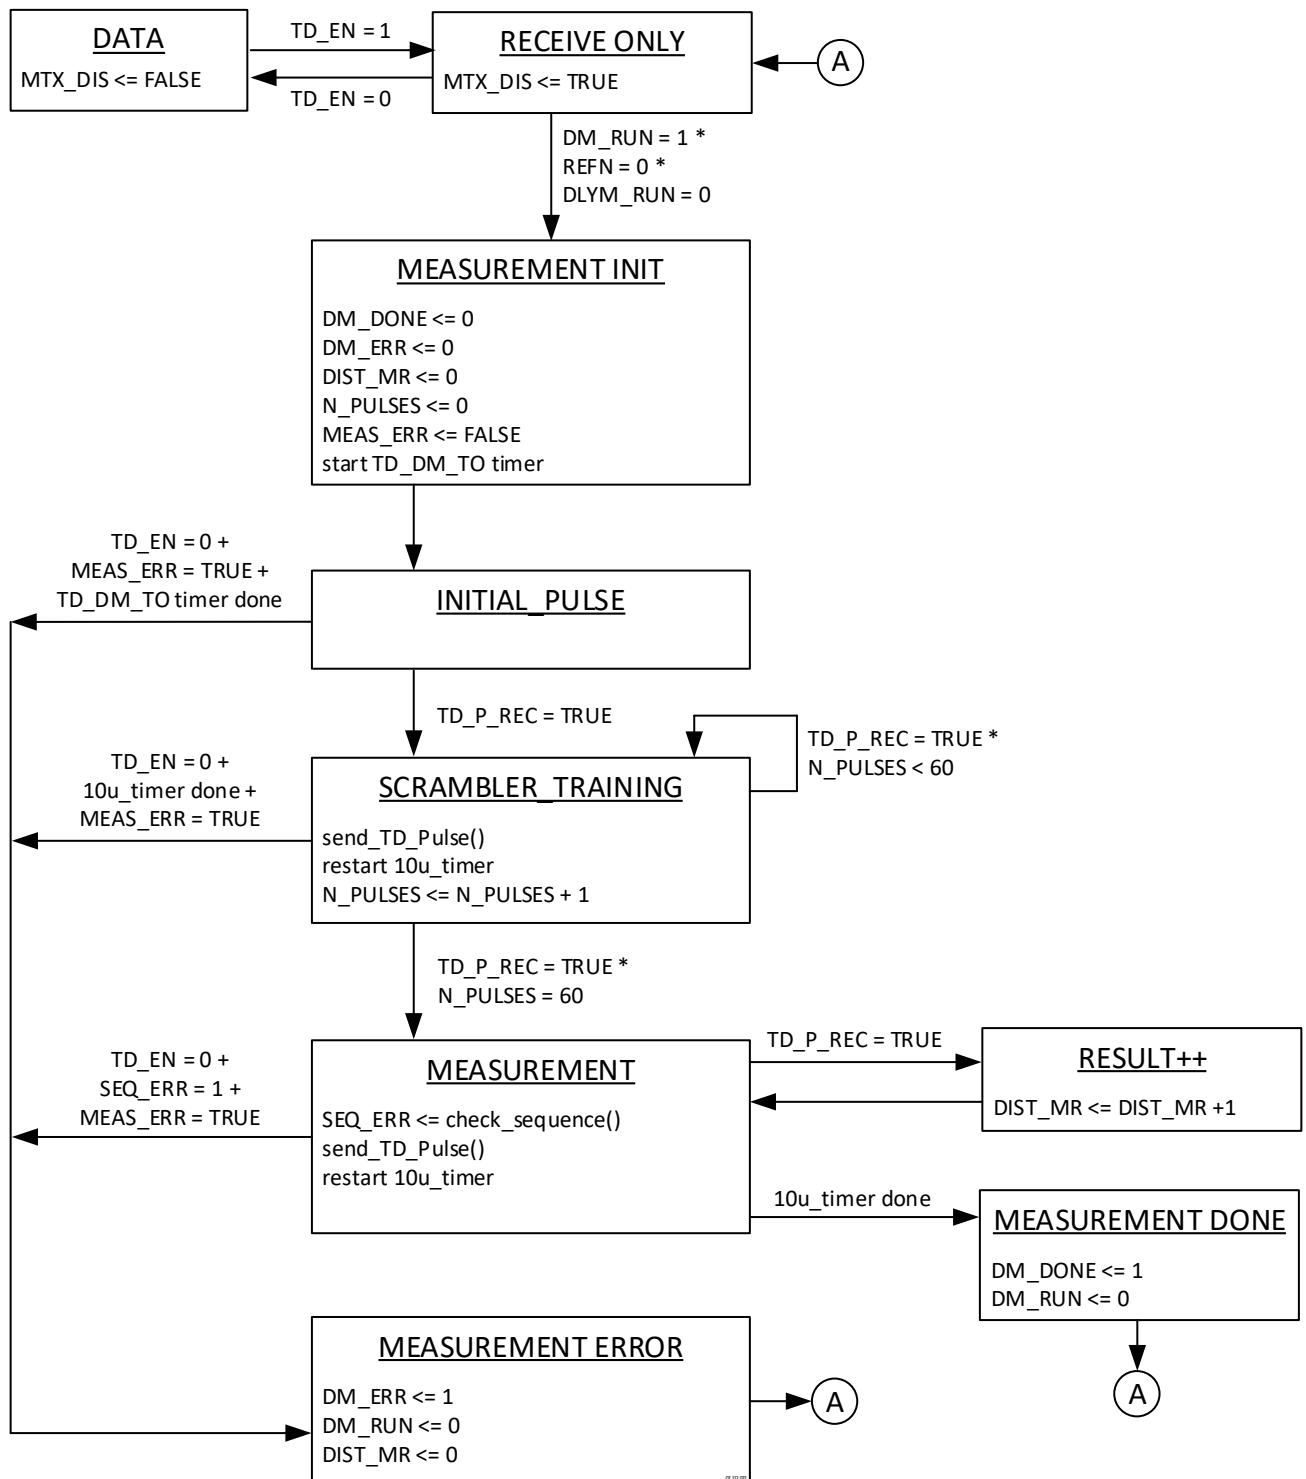 DATA
MTX_DIS <= FALSE
TD_EN = 1
TD_EN = 0
RECEIVE ONLY
MTX_DIS <= TRUE
A
DM_RUN = 1 *
REFN = 0 *
DLYM_RUN = 0
MEASUREMENT INIT
DM_DONE <= 0
DM_ERR <= 0
DIST_MR <= 0
N_PULSES <= 0
MEAS_ERR <= FALSE
start TD_DM_TO timer
TD_EN = 0 +
MEAS_ERR = TRUE +
TD_DM_TO timer done
INITIAL_PULSE
TD_P_REC = TRUE
TD_P_REC = TRUE *
N_PULSES < 60
TD_EN = 0 +
10u_timer done +
MEAS_ERR = TRUE
SCRAMBLER_TRAINING
send_TD_Pulse()
restart 10u_timer
N_PULSES <= N_PULSES + 1
TD_P_REC = TRUE *
N_PULSES = 60
TD_EN = 0 +
SEQ_ERR = 1 +
MEAS_ERR = TRUE
MEASUREMENT
SEQ_ERR <= check_sequence()
send_TD_Pulse()
restart 10u_timer
TD_P_REC = TRUE
RESULT++
DIST_MR <= DIST_MR +1
10u_timer done
MEASUREMENT DONE
DM_DONE <= 1
DM_RUN <= 0
A
MEASUREMENT ERROR
DM_ERR <= 1
DM_RUN <= 0
DIST_MR <= 0
A